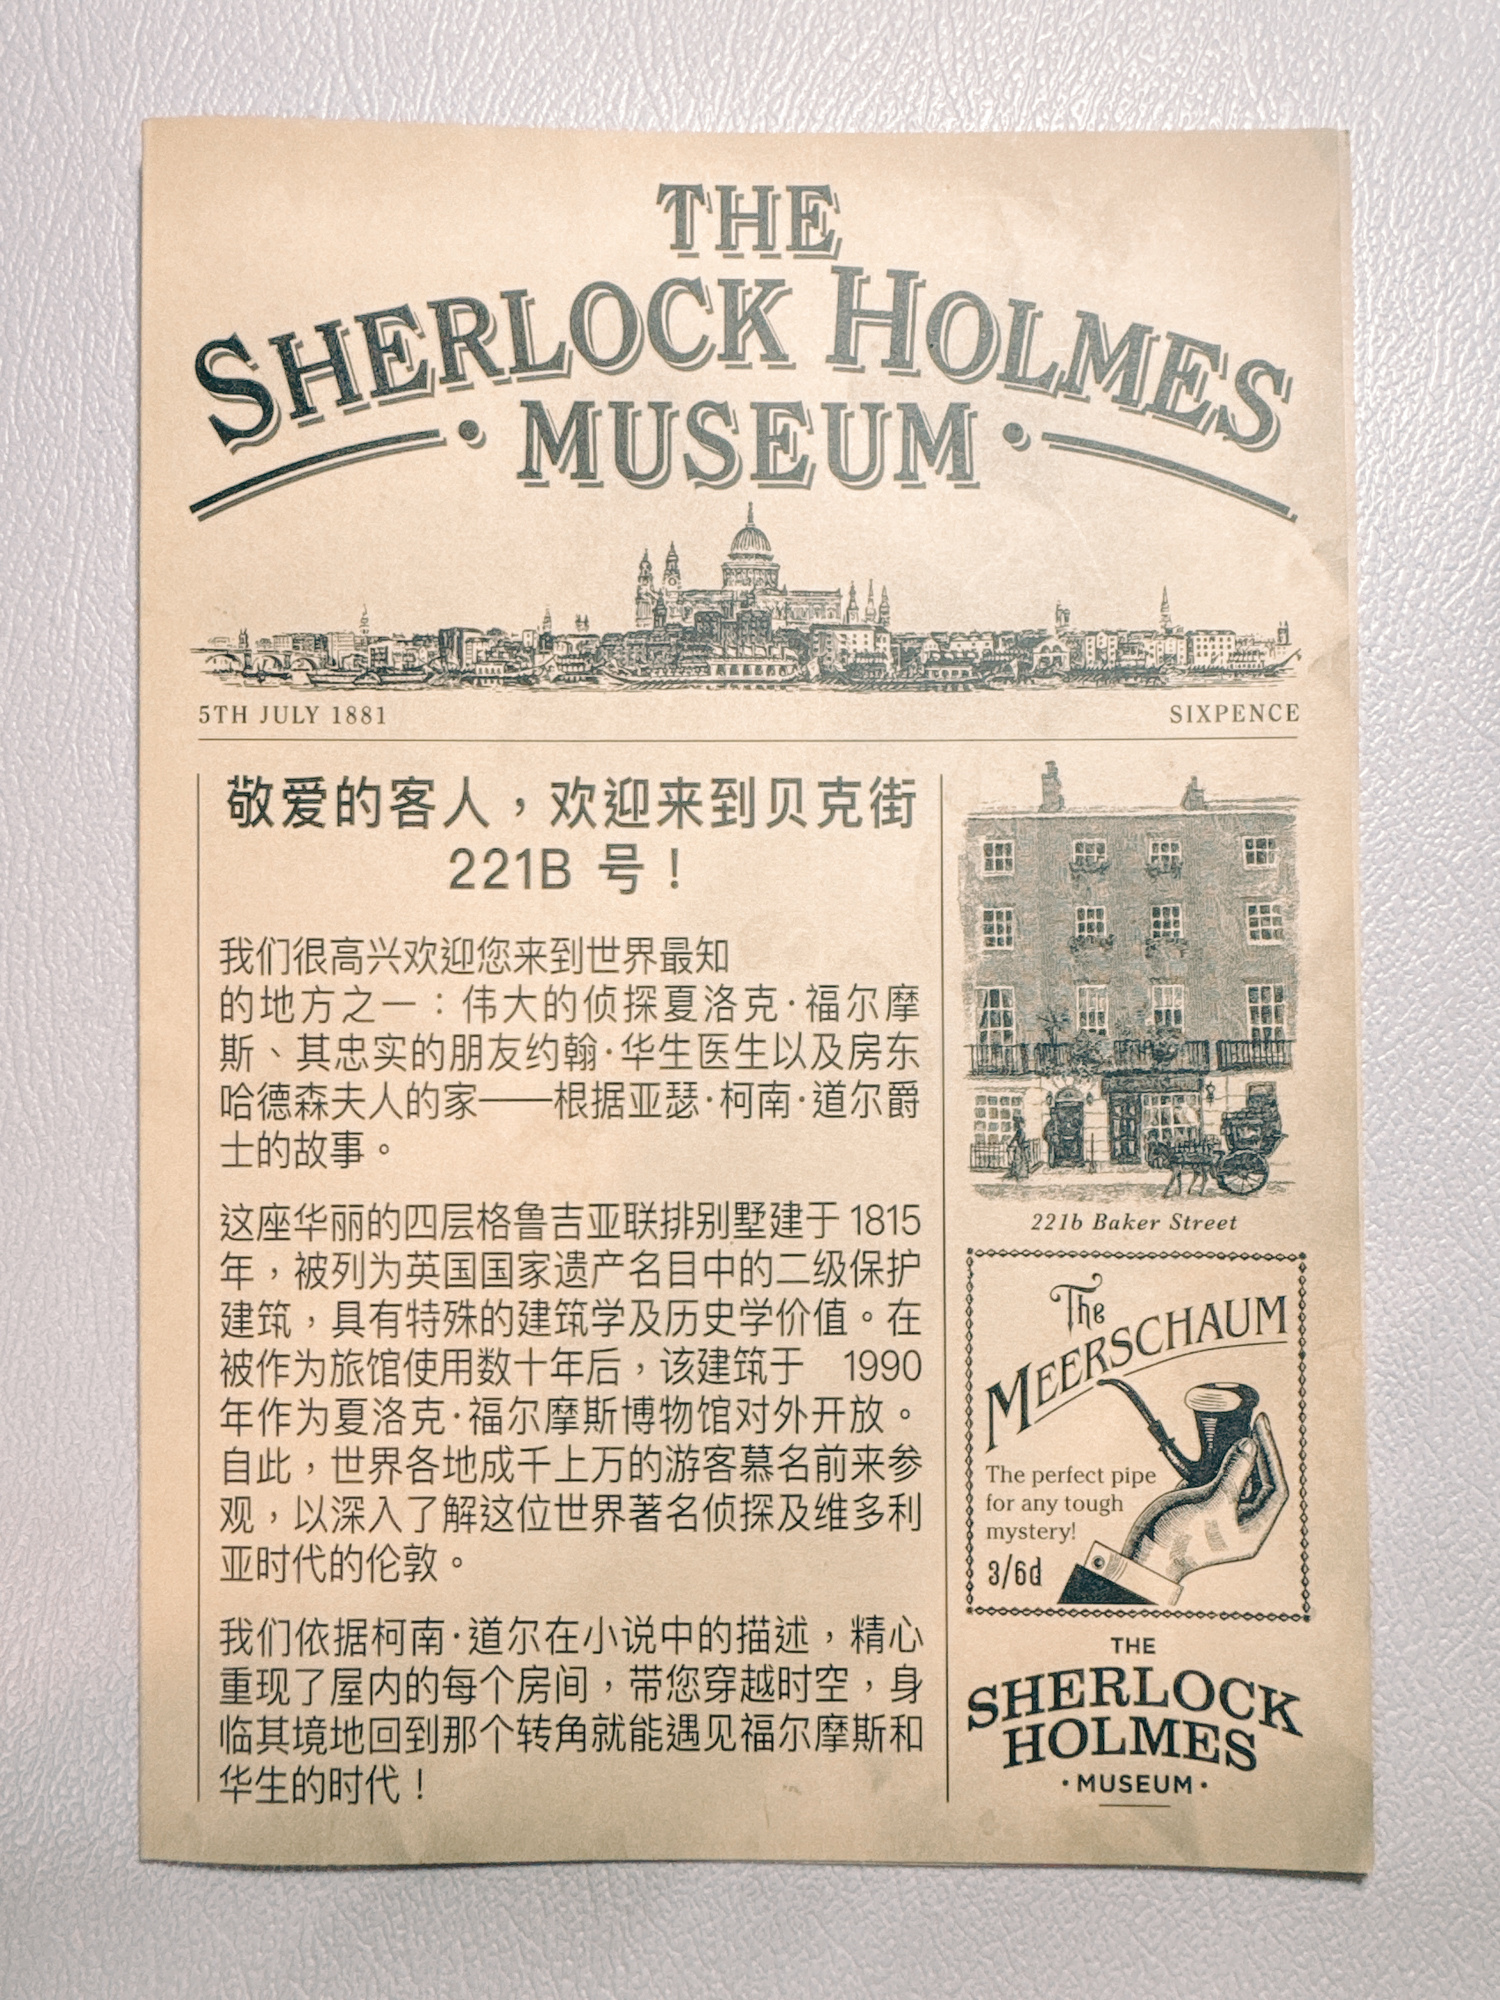 THE
SHERLOCK HOLMES
· MUSEUM ·
5TH JULY 1881
SIXPENCE
敬爱的客人，欢迎来到贝克街
221B 号！
我们很高兴欢迎您来到世界最知
的地方之一：伟大的侦探夏洛克·福尔摩
斯、其忠实的朋友约翰·华生医生以及房东
哈德森夫人的家——根据亚瑟·柯南·道尔爵
士的故事。
这座华丽的四层格鲁吉亚联排别墅建于 1815
年，被列为英国国家遗产名目中的二级保护
建筑，具有特殊的建筑学及历史学价值。在
被作为旅馆使用数十年后，该建筑于 1990
年作为夏洛克·福尔摩斯博物馆对外开放。
自此，世界各地成千上万的游客慕名前来参
观，以深入了解这位世界著名侦探及维多利
亚时代的伦敦。
我们依据柯南·道尔在小说中的描述，精心
重现了屋内的每个房间，带您穿越时空，身
临其境地回到那个转角就能遇见福尔摩斯和
华生的时代！
221b Baker Street
The
MEERSCHAUM
The perfect pipe
for any tough
mystery!
3/6d
THE
SHERLOCK
HOLMES
· MUSEUM ·